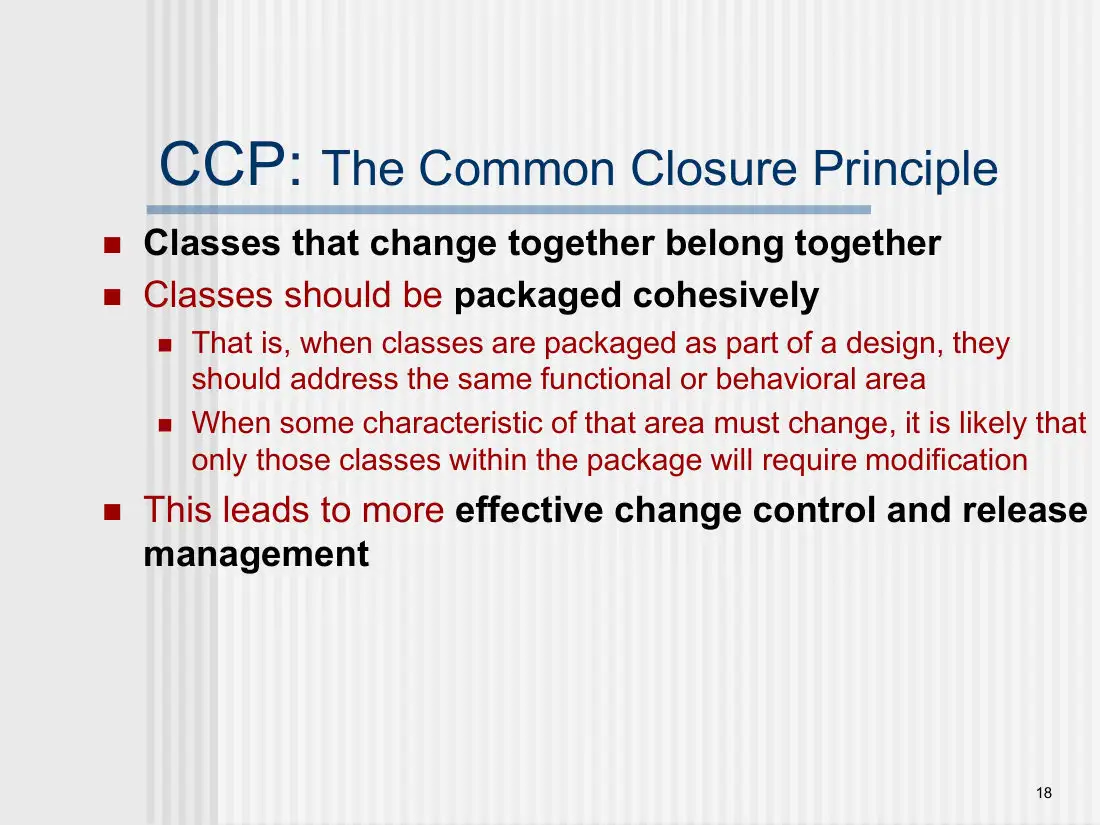 CCP: The Common Closure Principle
Classes that change together belong together
Classes should be packaged cohesively
That is, when classes are packaged as part of a design, they
should address the same functional or behavioral area
When some characteristic of that area must change, it is likely that
only those classes within the package will require modification
This leads to more effective change control and release
management
18